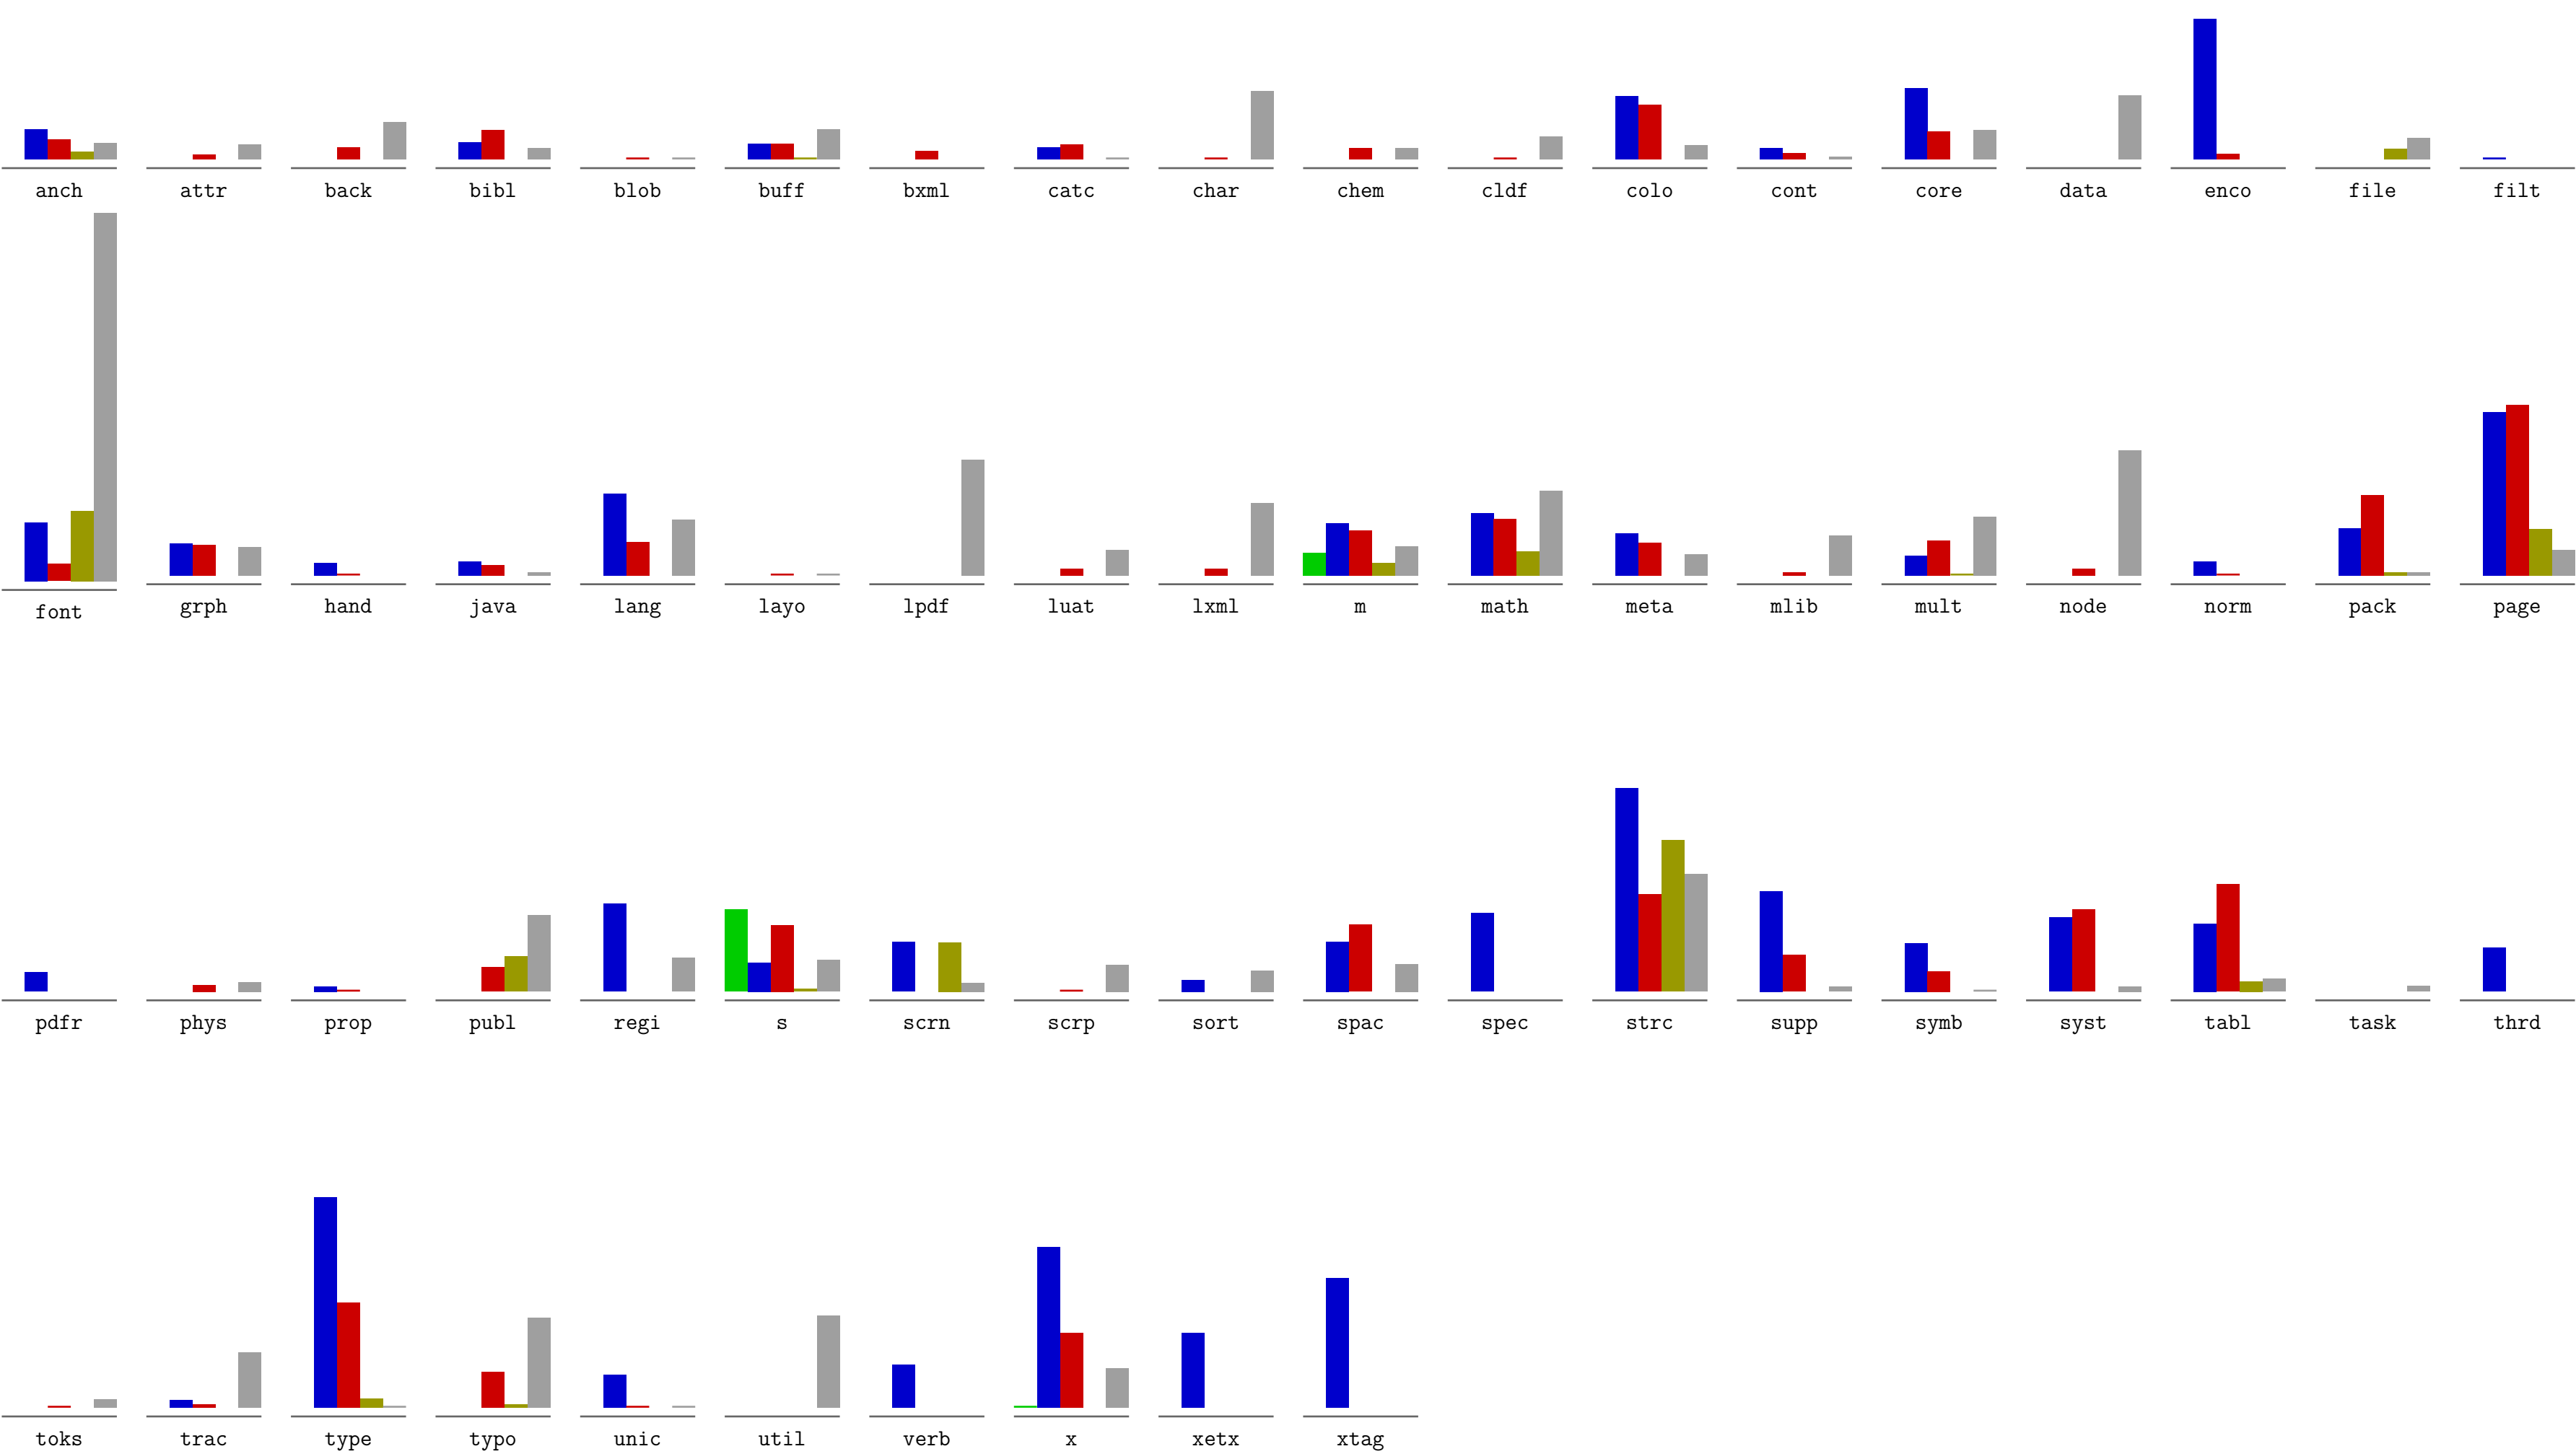 anch attr back bibl blob buff bxml catc char chem cldf colo cont core data enco file filt
font grph hand java lang layo lpdf luat lxml m math meta mlib mult node norm pack page
pdfr phys prop publ regi s scrn scrp sort spac spec strc supp symb syst tabl task thrd
toks trac type typo unic util verb x xetx xtag